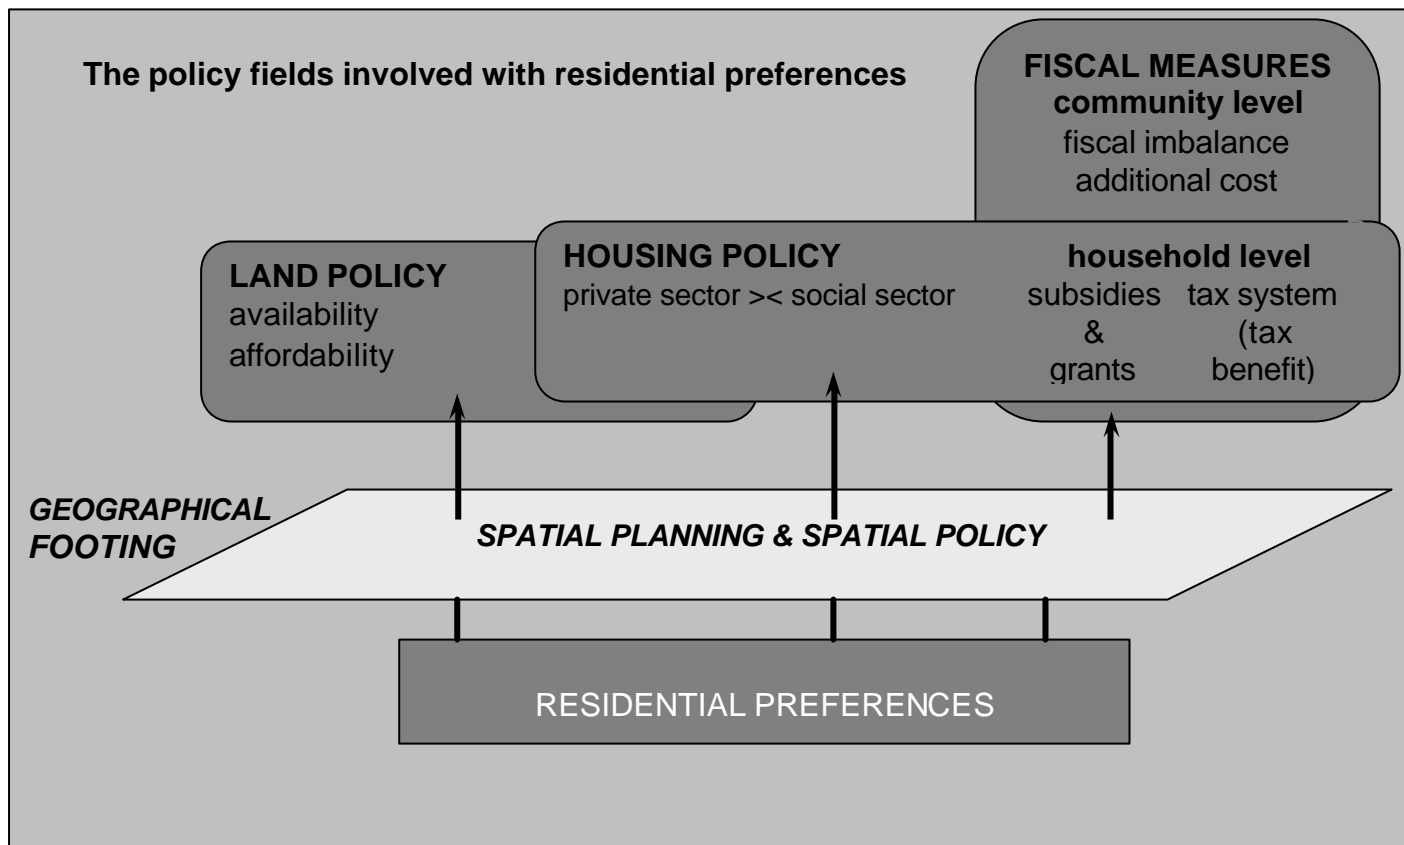 The policy fields involved with residential preferences
FISCAL MEASURES
community level
fiscal imbalance
additional cost
LAND POLICY
availability
affordability
HOUSING POLICY
private sector >< social sector
household level
subsidies
&
grants
tax system
(tax
benefit)
GEOGRAPHICAL
FOOTING
SPATIAL PLANNING & SPATIAL POLICY
RESIDENTIAL PREFERENCES